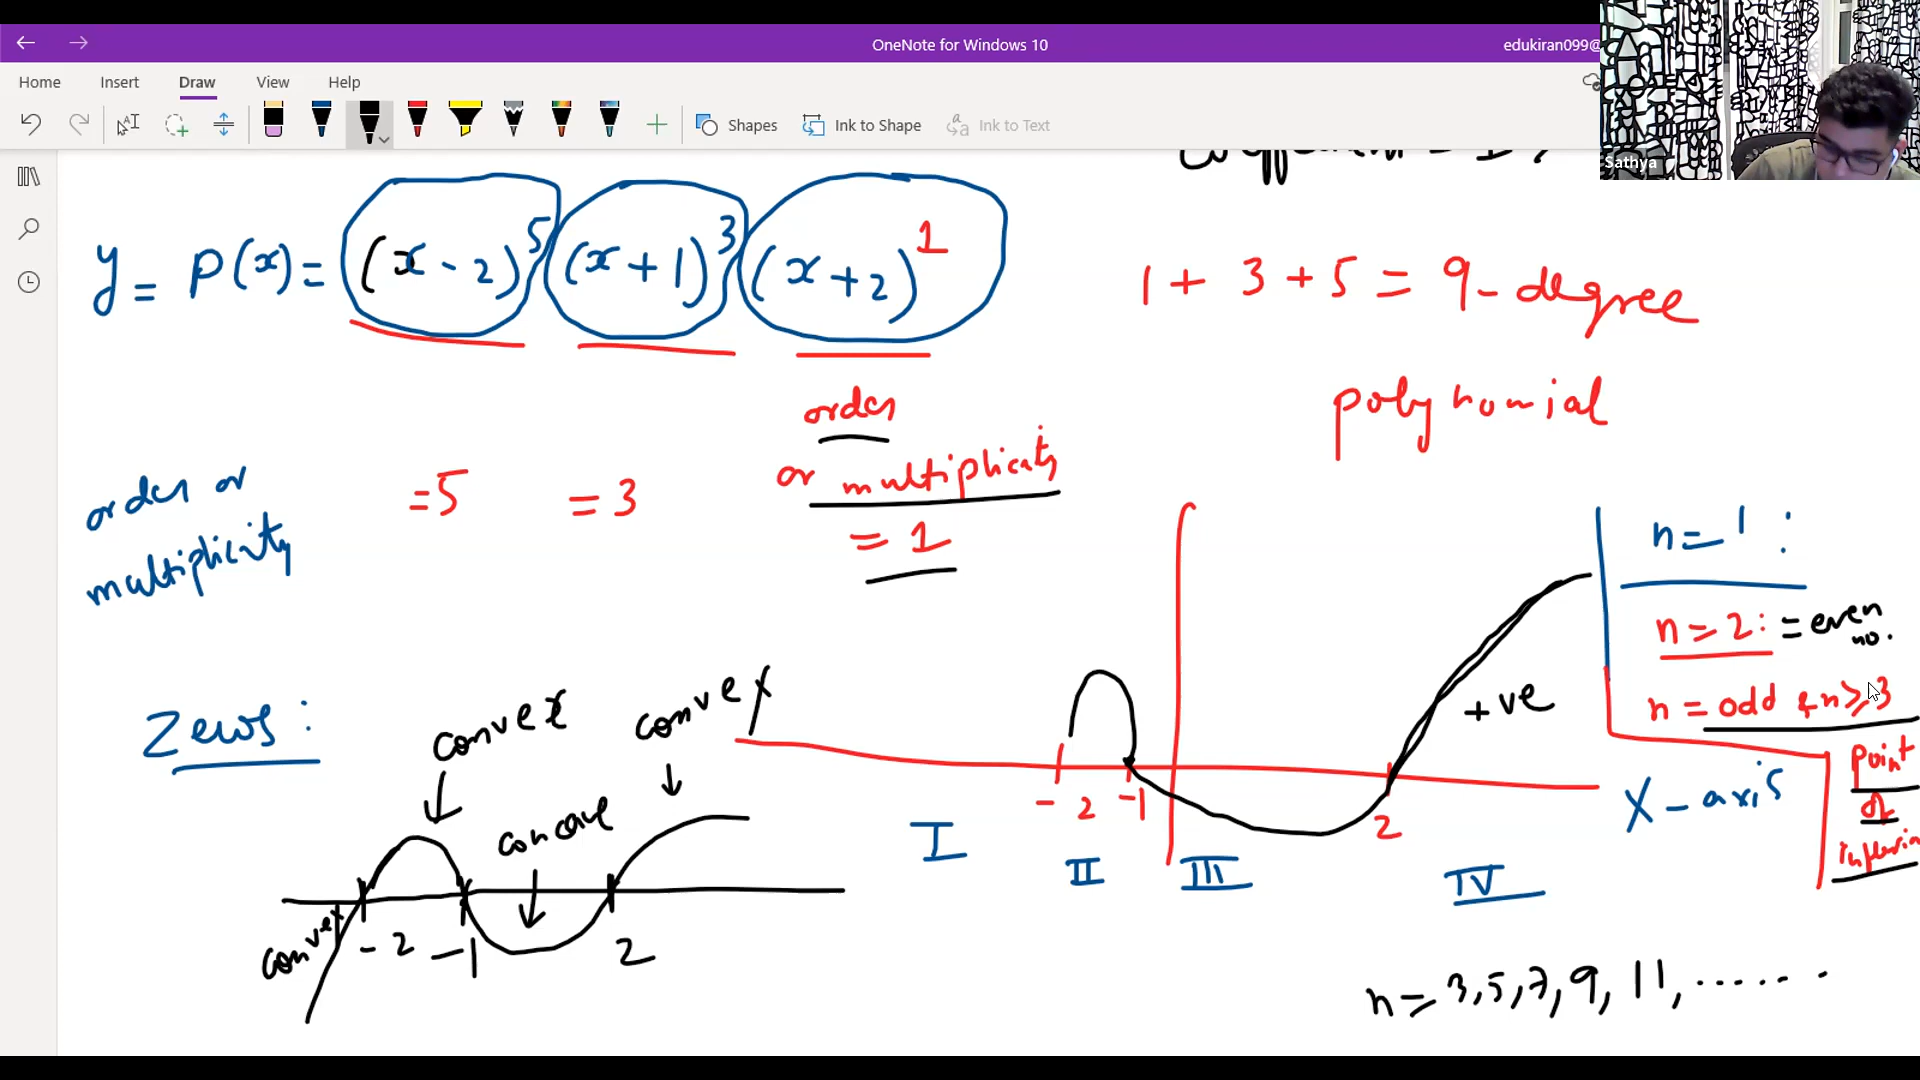 OneNote for Windows 10
edukiran099@
Home Insert Draw View Help
Shapes Ink to Shape Ink to Text
Sathya
y = P(x) = (x - 2)^5 (x + 1)^3 (x + 2)^1
1 + 3 + 5 = 9 - degree
polynomial
order or
multiplicity
= 5
= 3
order
or multiplicity
= 1
n = 1 :
n = 2 : = even
no.
n = odd & n ≥ 3
point
of
Zeros :
convex
convex
concave
convex
-2 -1 2
+ve
-2 -1 2
X - axis
I II III IV
n = 3, 5, 7, 9, 11, .......